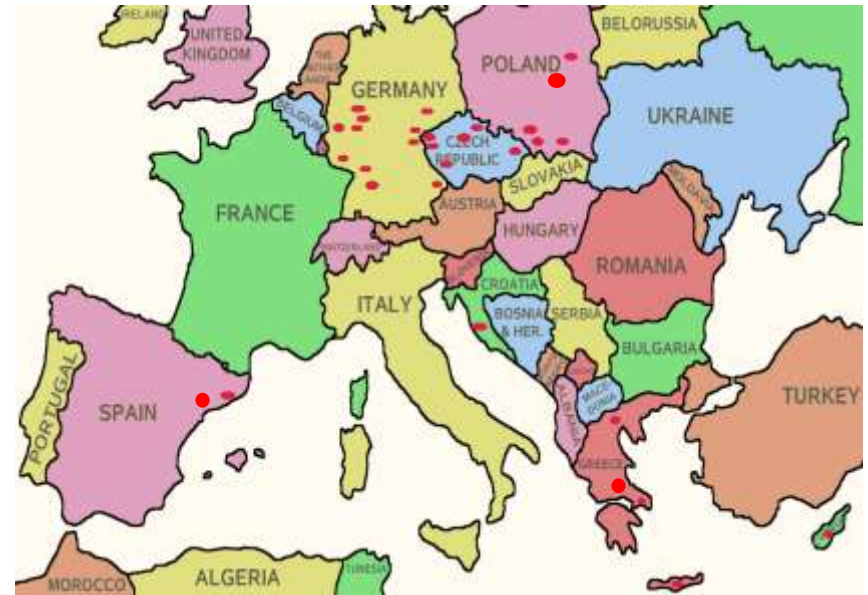 IRELAND
UNITED
KINGDOM
THE
NETHER
LANDS
BELGIUM
GERMANY
POLAND
BELORUSSIA
UKRAINE
CZECH
REPUBLIC
SLOVAKIA
MOLDAVIA
FRANCE
SWITZERLAND
AUSTRIA
HUNGARY
ROMANIA
ITALY
SLOVENIA
CROATIA
BOSNIA
& HER.
SERBIA
BULGARIA
PORTUGAL
SPAIN
ALBANIA
MACE
DONIA
GREECE
TURKEY
MOROCCO
ALGERIA
TUNISIA